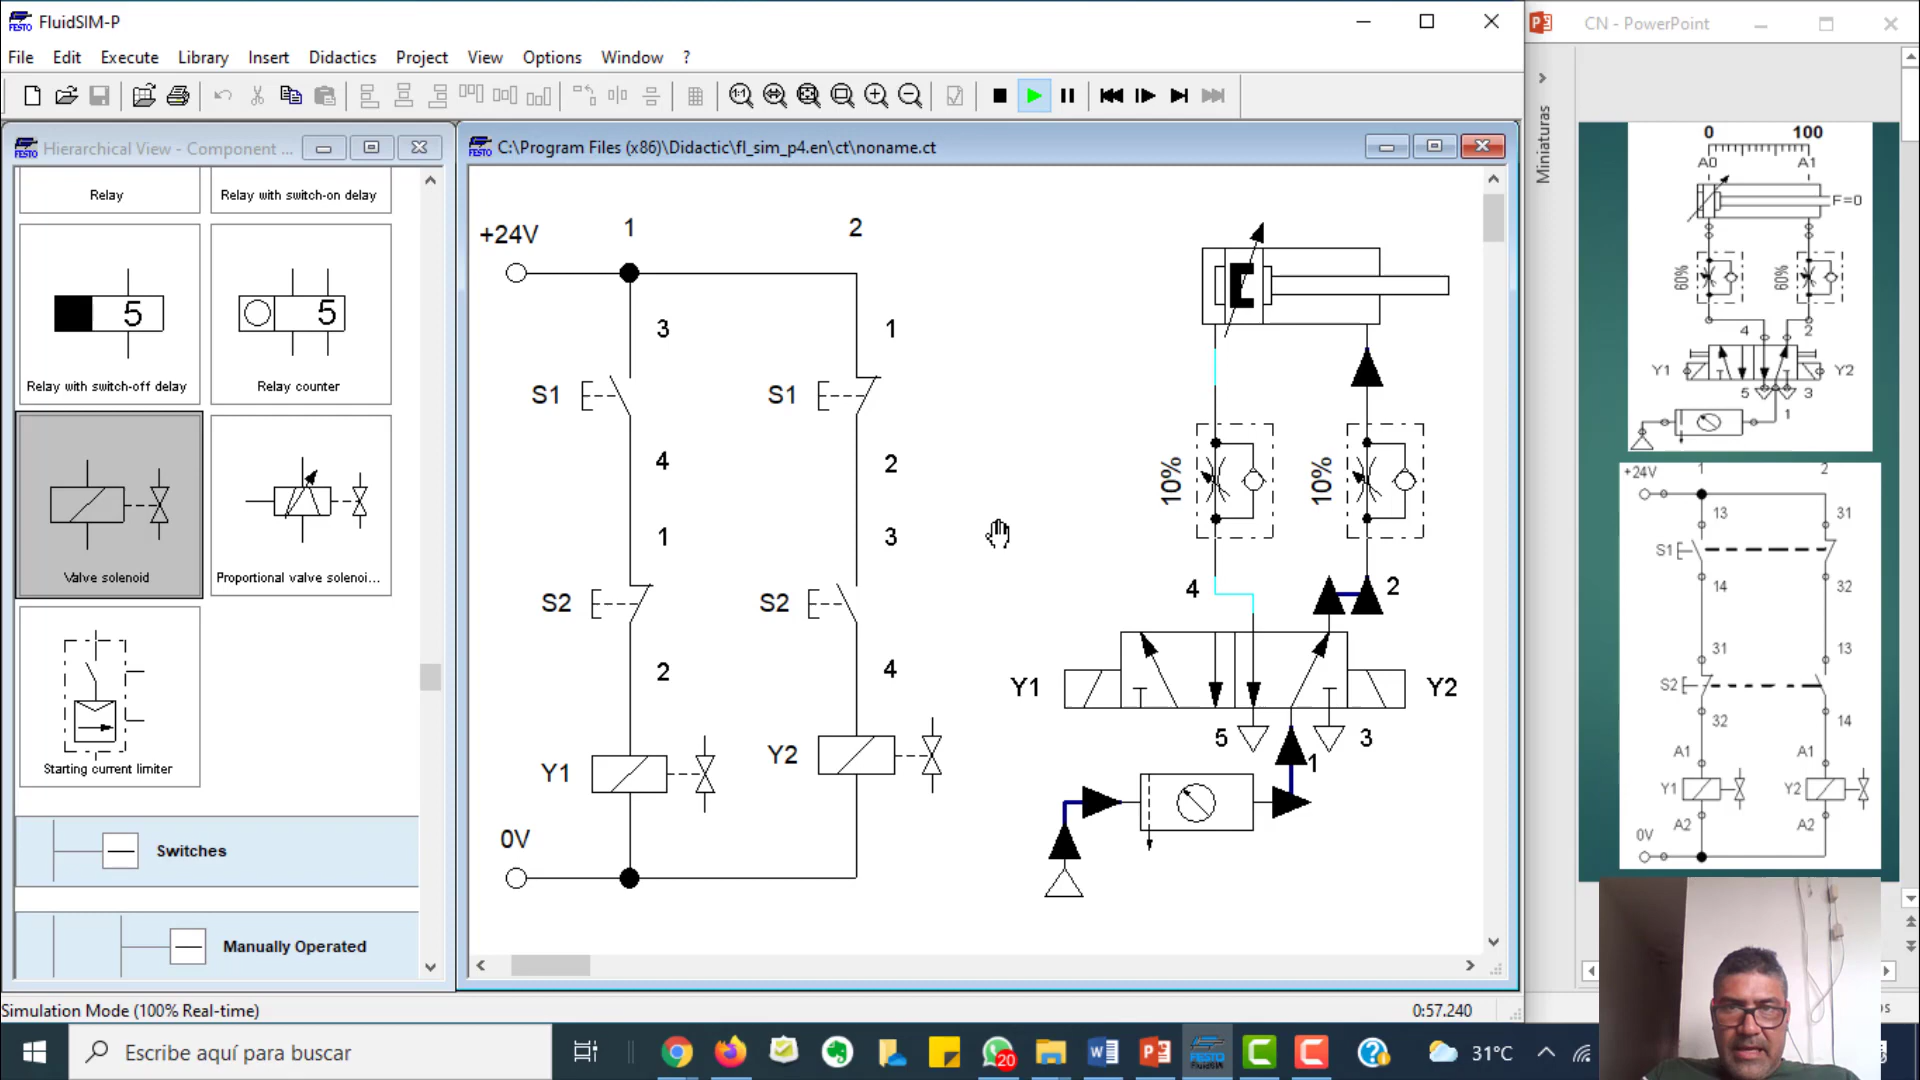 FluidSIM-P
File Edit Execute Library Insert Didactics Project View Options Window ?
Hierarchical View - Component ...
Relay
Relay with switch-on delay
5
Relay with switch-off delay
5
Relay counter
Valve solenoid
Proportional valve solenoi...
Starting current limiter
Switches
Manually Operated
C:\Program Files (x86)\Didactic\fl_sim_p4.en\ct\noname.ct
+24V
1
2
3
1
S1
S1
4
2
1
3
S2
S2
2
4
Y1
Y2
0V
10%
10%
4
2
Y1
Y2
5
3
1
Simulation Mode (100% Real-time)
0:57.240
CN - PowerPoint
Miniaturas
0 100
A0 A1
F=0
60%
60%
4 2
Y1 Y2
5 3
1
+24V 1 2
13 31
S1
14 32
31 13
S2
32 14
A1 A1
Y1 Y2
A2 A2
0V
Escribe aquí para buscar
20
31°C